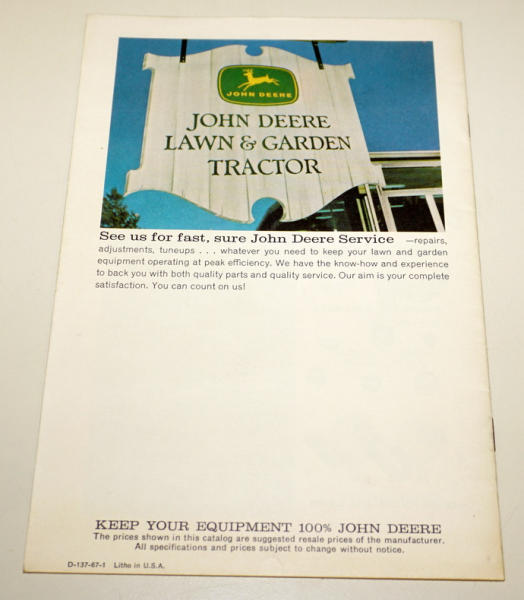 JOHN DEERE
JOHN DEERE
LAWN & GARDEN
TRACTOR
See us for fast, sure John Deere Service —repairs,
adjustments, tuneups . . . whatever you need to keep your lawn and garden
equipment operating at peak efficiency. We have the know-how and experience
to back you with both quality parts and quality service. Our aim is your complete
satisfaction. You can count on us!
KEEP YOUR EQUIPMENT 100% JOHN DEERE
The prices shown in this catalog are suggested resale prices of the manufacturer.
All specifications and prices subject to change without notice.
D-137-67-1 Litho in U.S.A.